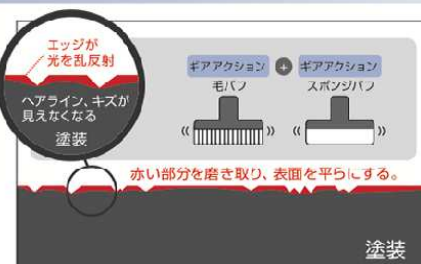 エッジが
光を乱反射
ヘアライン、キズが
見えなくなる
塗装
ギアアクション + ギアアクション
毛バフ スポンジバフ
赤い部分を磨き取り、表面を平らにする。
塗装